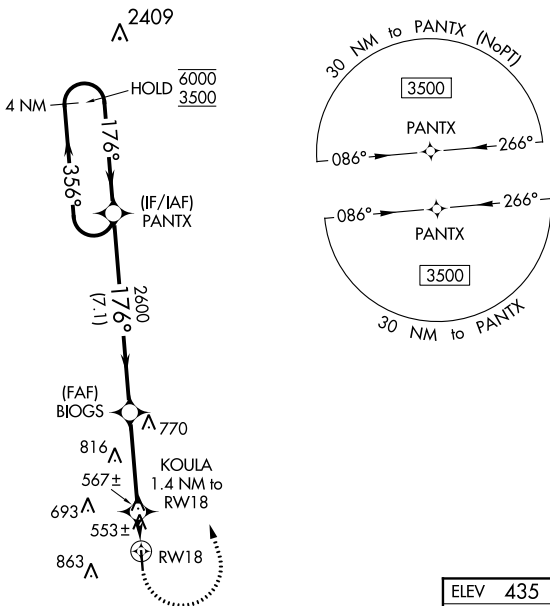 2409
HOLD 6000
3500
4 NM
176°
356°
(IF/IAF)
PANTX
2600
176°
(7.1)
(FAF)
BIOGS
770
816
KOULA
1.4 NM to
RW18
567±
693
553±
RW18
863
30 NM to PANTX (NoPT)
3500
PANTX
086°
266°
086°
266°
PANTX
3500
30 NM to PANTX
ELEV 435